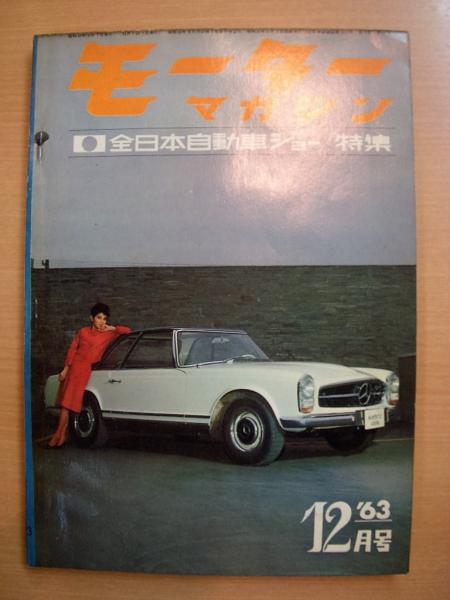 モーター
マガジン
全日本自動車ショー特集
'63
12月号